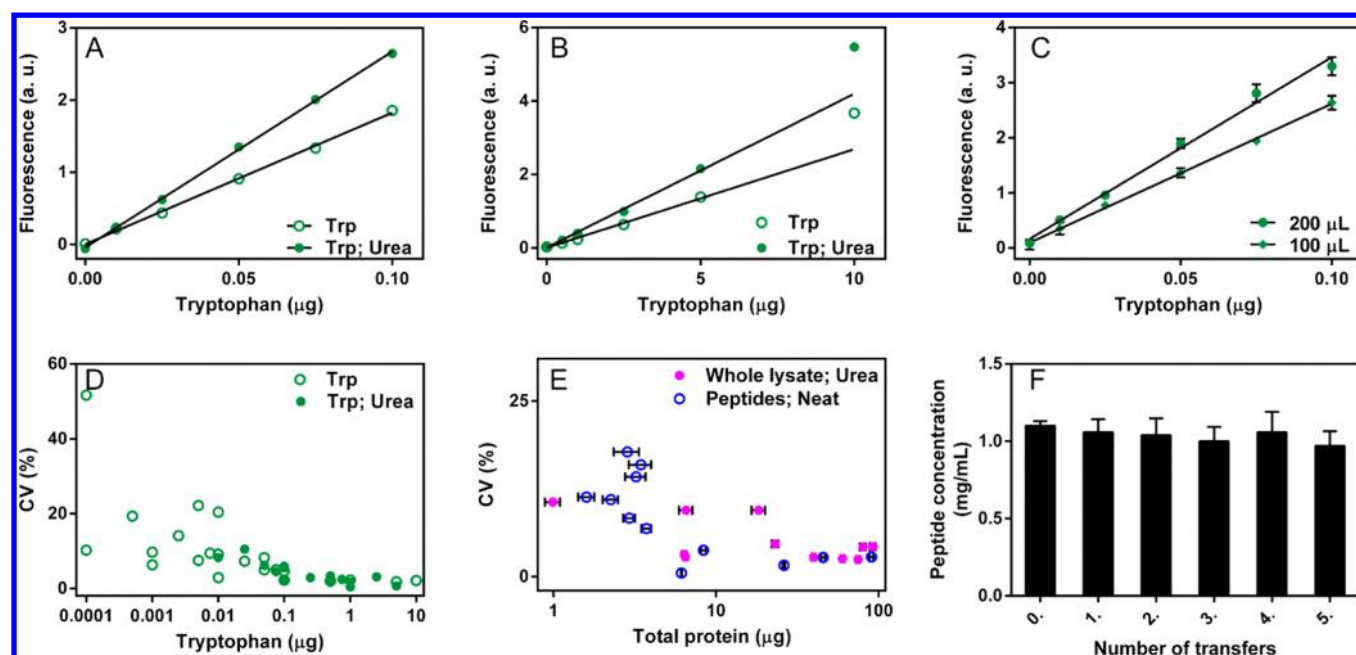 A
Fluorescence (a. u.)
3
2
1
0
0.00
0.05
0.10
Tryptophan (μg)
Trp
Trp; Urea
B
Fluorescence (a. u.)
6
4
2
0
0
5
10
Tryptophan (μg)
Trp
Trp; Urea
C
Fluorescence (a. u.)
4
3
2
1
0
0.00
0.05
0.10
Tryptophan (μg)
200 μL
100 μL
D
CV (%)
60
40
20
0
0.0001
0.001
0.01
0.1
1
10
Tryptophan (μg)
Trp
Trp; Urea
E
CV (%)
25
0
1
10
100
Total protein (μg)
Whole lysate; Urea
Peptides; Neat
F
Peptide concentration
(mg/mL)
1.5
1.0
0.5
0.0
0.
1.
2.
3.
4.
5.
Number of transfers